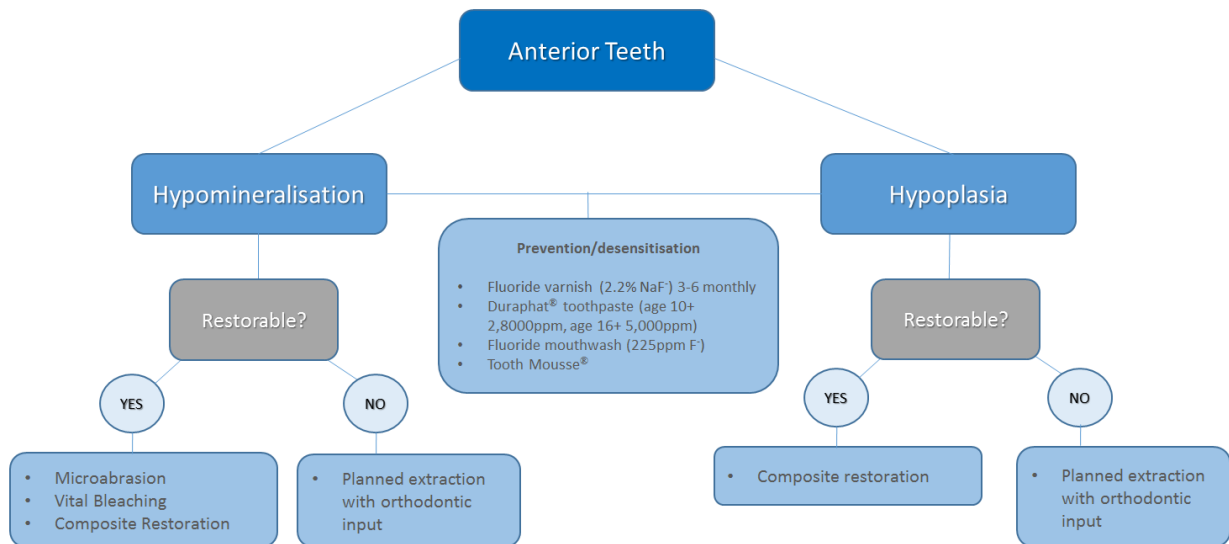 Anterior Teeth
Hypomineralisation
Hypoplasia
Prevention/desensitisation
• Fluoride varnish (2.2% NaF⁻) 3-6 monthly
• Duraphat® toothpaste (age 10+
2,8000ppm, age 16+ 5,000ppm)
• Fluoride mouthwash (225ppm F⁻)
• Tooth Mousse®
Restorable?
YES
NO
• Microabrasion
• Vital Bleaching
• Composite Restoration
• Planned extraction
with orthodontic
input
Restorable?
YES
NO
• Composite restoration
• Planned extraction
with orthodontic
input